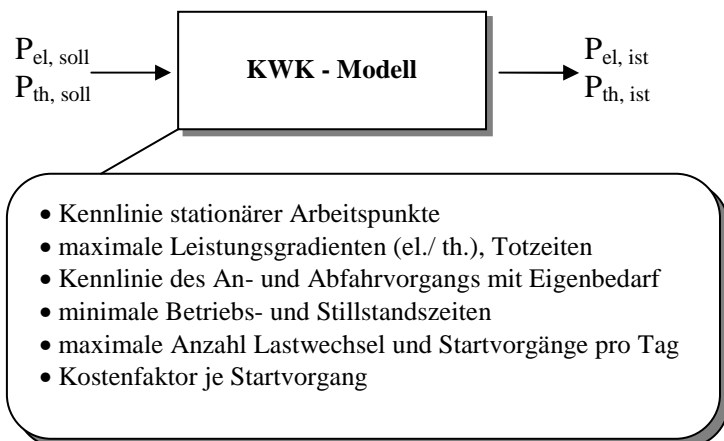 P_el, soll
P_th, soll
KWK - Modell
P_el, ist
P_th, ist
• Kennlinie stationärer Arbeitspunkte
• maximale Leistungsgradienten (el./ th.), Totzeiten
• Kennlinie des An- und Abfahrvorgangs mit Eigenbedarf
• minimale Betriebs- und Stillstandszeiten
• maximale Anzahl Lastwechsel und Startvorgänge pro Tag
• Kostenfaktor je Startvorgang